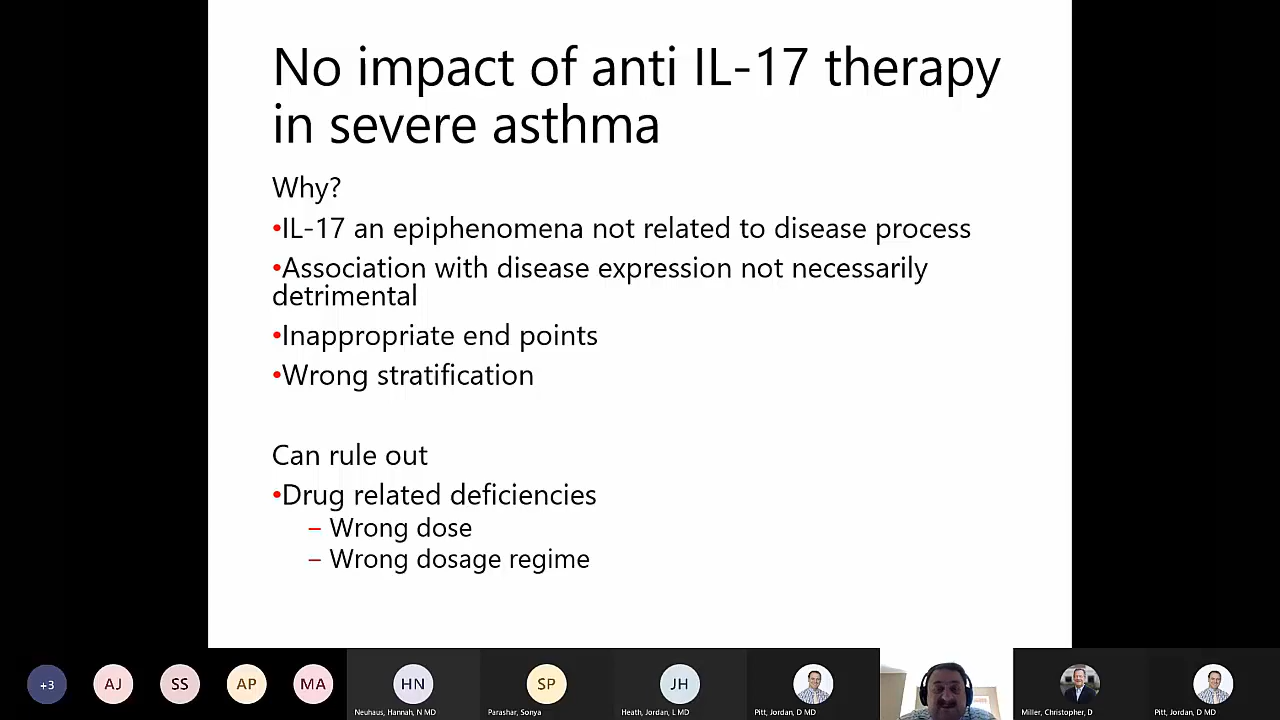 No impact of anti IL-17 therapy
in severe asthma
Why?
•IL-17 an epiphenomena not related to disease process
•Association with disease expression not necessarily
detrimental
•Inappropriate end points
•Wrong stratification
Can rule out
•Drug related deficiencies
– Wrong dose
– Wrong dosage regime
+3
AJ
SS
AP
MA
HN
SP
JH
Neuhaus, Hannah, N MD
Parashar, Sonya
Heath, Jordan, L MD
Pitt, Jordan, D MD
Miller, Christopher, D
Pitt, Jordan, D MD